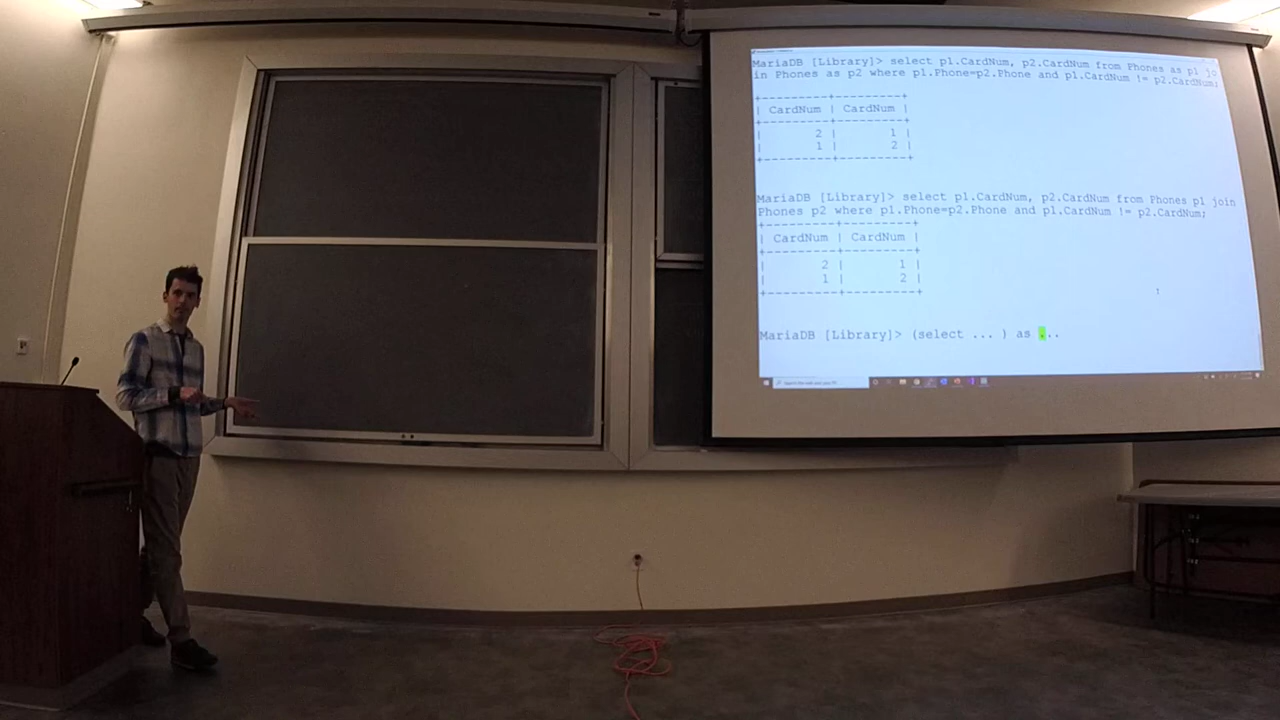 MariaDB [Library]> select p1.CardNum, p2.CardNum from Phones as p1 jo
in Phones as p2 where p1.Phone=p2.Phone and p1.CardNum != p2.CardNum;
+---------+---------+
| CardNum | CardNum |
+---------+---------+
| 2 | 1 |
| 1 | 2 |
+---------+---------+
MariaDB [Library]> select p1.CardNum, p2.CardNum from Phones p1 join
Phones p2 where p1.Phone=p2.Phone and p1.CardNum != p2.CardNum;
+---------+---------+
| CardNum | CardNum |
+---------+---------+
| 2 | 1 |
| 1 | 2 |
+---------+---------+
MariaDB [Library]> (select ... ) as ...